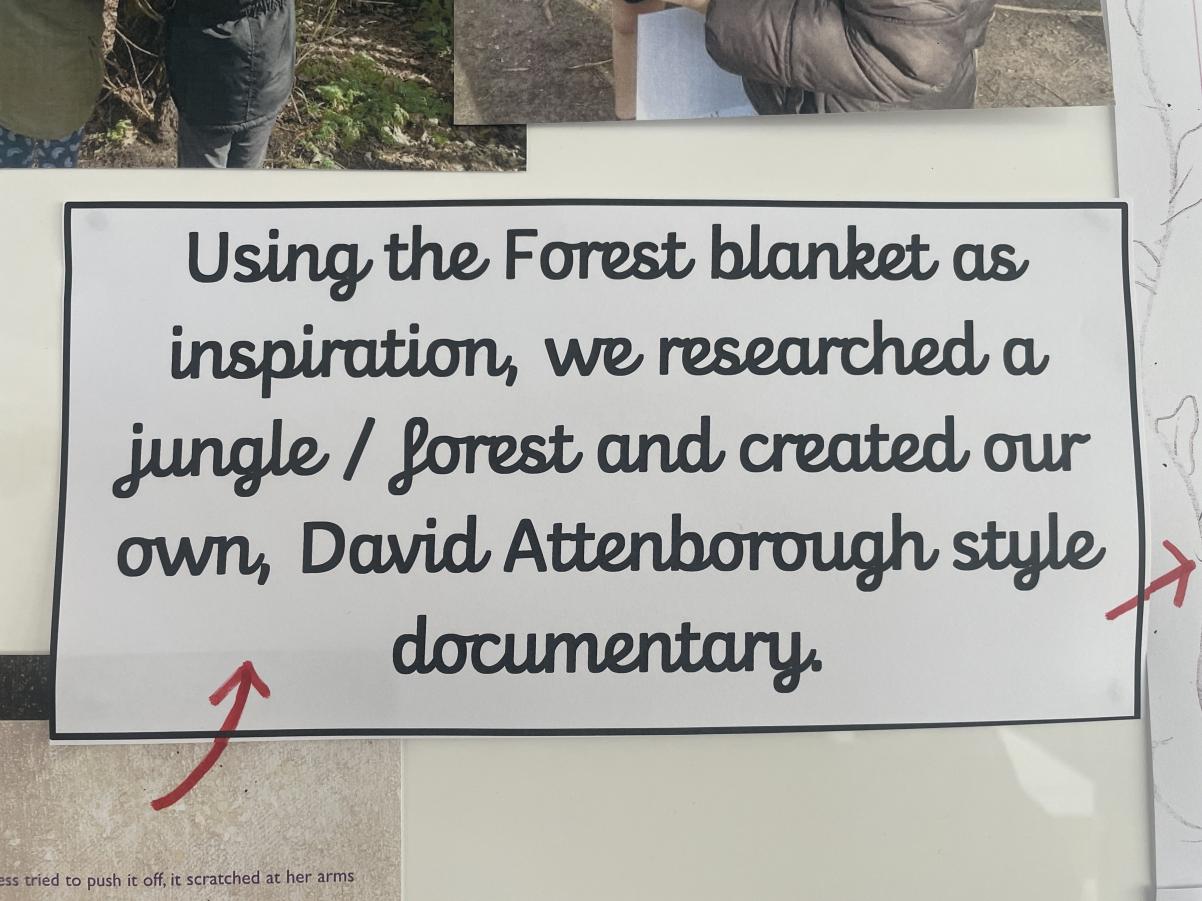 Using the Forest blanket as
inspiration, we researched a
jungle / forest and created our
own, David Attenborough style
documentary.
tried to push it off, it scratched at her arms